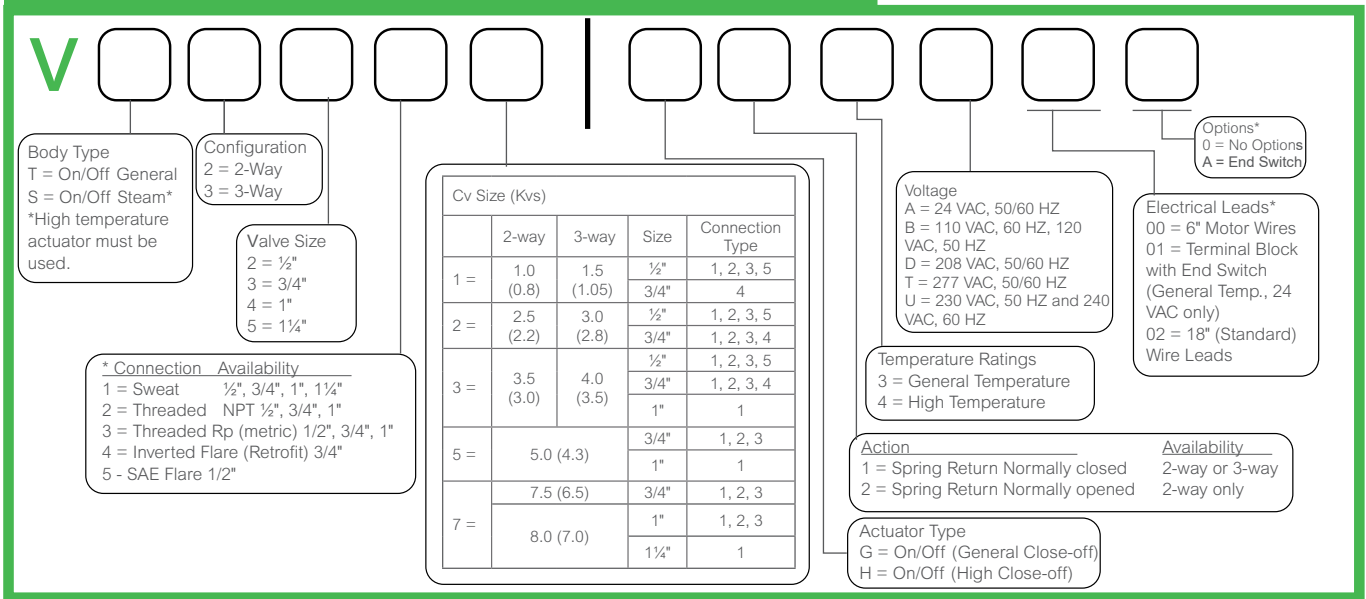 V
Body Type
T = On/Off General
S = On/Off Steam*
*High temperature
actuator must be
used.
Configuration
2 = 2-Way
3 = 3-Way
Valve Size
2 = ½"
3 = 3/4"
4 = 1"
5 = 1¼"
* Connection Availability
1 = Sweat ½", 3/4", 1", 1¼"
2 = Threaded NPT ½", 3/4", 1"
3 = Threaded Rp (metric) 1/2", 3/4", 1"
4 = Inverted Flare (Retrofit) 3/4"
5 - SAE Flare 1/2"
Cv Size (Kvs)
2-way 3-way Size Connection
Type
1 = 1.0 1.5 ½" 1, 2, 3, 5
(0.8) (1.05) 3/4" 4
2 = 2.5 3.0 ½" 1, 2, 3, 5
(2.2) (2.8) 3/4" 1, 2, 3, 4
½" 1, 2, 3, 5
3 = 3.5 4.0 3/4" 1, 2, 3, 4
(3.0) (3.5) 1" 1
5 = 5.0 (4.3) 3/4" 1, 2, 3
1" 1
7 = 7.5 (6.5) 3/4" 1, 2, 3
8.0 (7.0) 1" 1, 2, 3
1¼" 1
Actuator Type
G = On/Off (General Close-off)
H = On/Off (High Close-off)
Action Availability
1 = Spring Return Normally closed 2-way or 3-way
2 = Spring Return Normally opened 2-way only
Temperature Ratings
3 = General Temperature
4 = High Temperature
Voltage
A = 24 VAC, 50/60 HZ
B = 110 VAC, 60 HZ, 120
VAC, 50 HZ
D = 208 VAC, 50/60 HZ
T = 277 VAC, 50/60 HZ
U = 230 VAC, 50 HZ and 240
VAC, 60 HZ
Electrical Leads*
00 = 6" Motor Wires
01 = Terminal Block
with End Switch
(General Temp., 24
VAC only)
02 = 18" (Standard)
Wire Leads
Options*
0 = No Options
A = End Switch